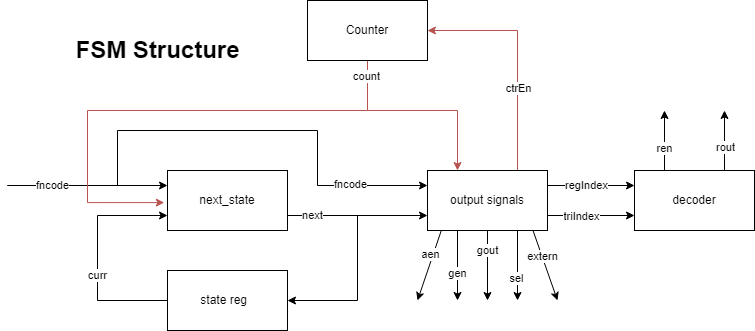 Counter
FSM Structure
count
ctrEn
ren
rout
fncode
next_state
fncode
output signals
regIndex
decoder
next
triIndex
aen
gen
gout
sel
extern
curr
state reg